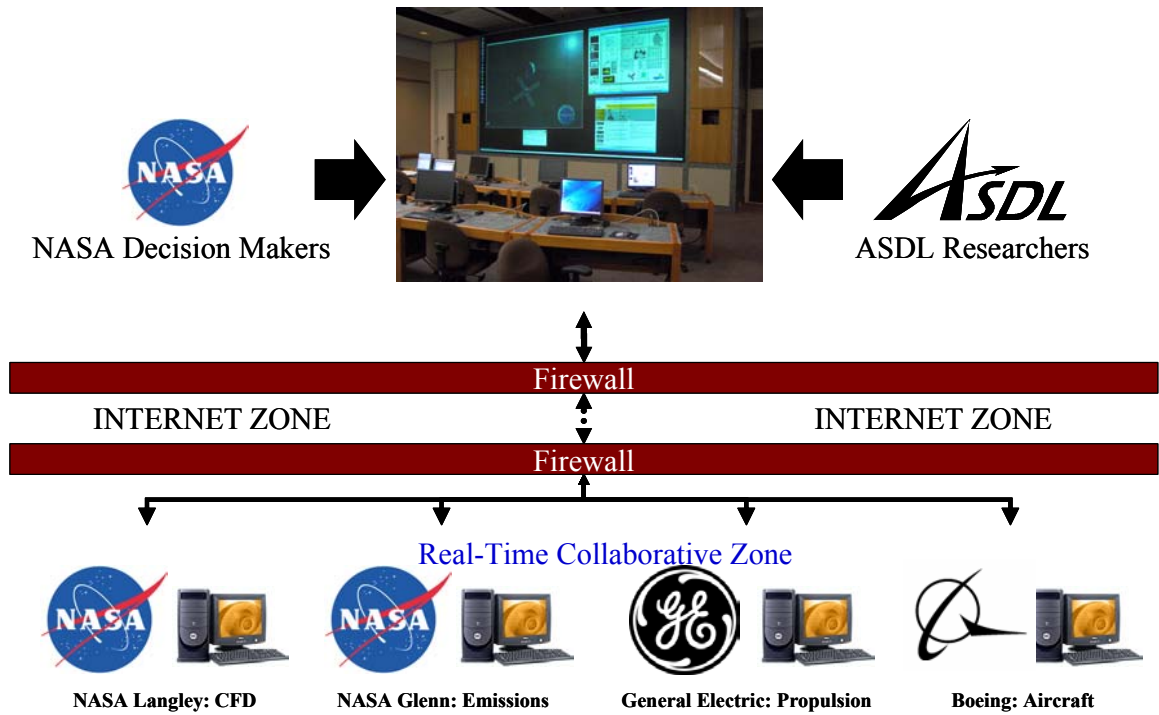 NASA
NASA Decision Makers
ASDL
ASDL Researchers
Firewall
INTERNET ZONE
INTERNET ZONE
Firewall
Real-Time Collaborative Zone
NASA
NASA
GE
NASA Langley: CFD
NASA Glenn: Emissions
General Electric: Propulsion
Boeing: Aircraft